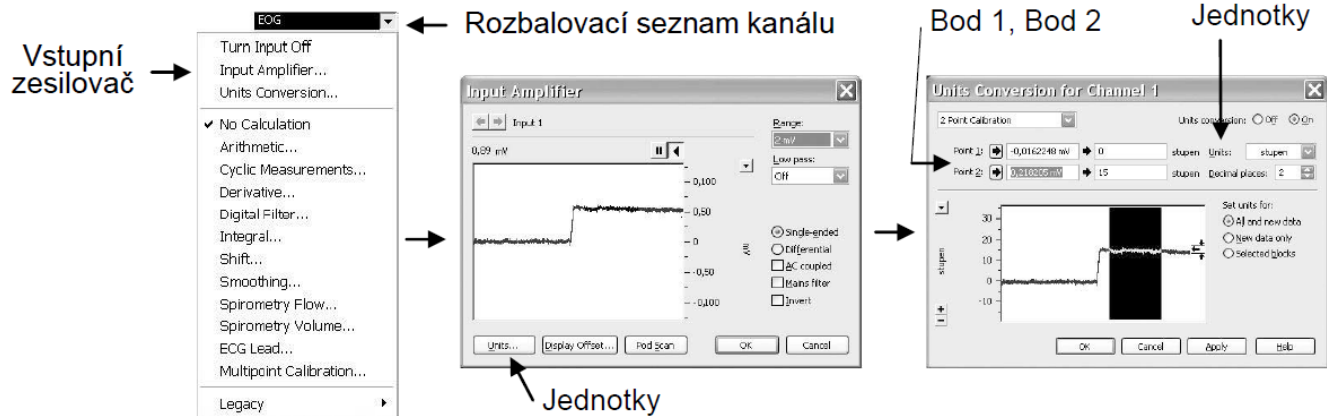 EOG
Rozbalovací seznam kanálu
Vstupní
zesilovač
Turn Input Off
Input Amplifier...
Units Conversion...
✓ No Calculation
Arithmetic...
Cyclic Measurements...
Derivative...
Digital Filter...
Integral...
Shift...
Smoothing...
Spirometry Flow...
Spirometry Volume...
ECG Lead...
Multipoint Calibration...
Legacy
Input Amplifier
Input 1
0,89 mV
Range:
2 mV
Low pass:
Off
0,100
0,50
0
-0,50
-0,100
mV
Single-ended
Differential
AC coupled
Mains filter
Invert
Units...
Display Offset...
Pod Scan
OK
Cancel
Jednotky
Bod 1, Bod 2
Jednotky
Units Conversion for Channel 1
2 Point Calibration
Units conversion: Off On
Point 1: -0,0162248 mV 0 stupen Units: stupen
Point 2: 0,218205 mV 15 stupen Decimal places: 2
30
20
10
0
-10
stupen
Set units for:
All and new data
New data only
Selected blocks
OK
Cancel
Apply
Help